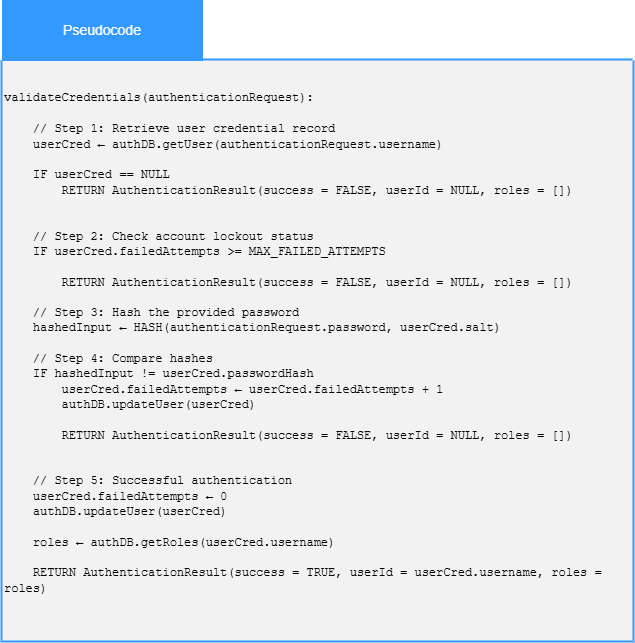 Pseudocode
validateCredentials(authenticationRequest):
// Step 1: Retrieve user credential record
userCred ← authDB.getUser(authenticationRequest.username)
IF userCred == NULL
RETURN AuthenticationResult(success = FALSE, userId = NULL, roles = [])
// Step 2: Check account lockout status
IF userCred.failedAttempts >= MAX_FAILED_ATTEMPTS
RETURN AuthenticationResult(success = FALSE, userId = NULL, roles = [])
// Step 3: Hash the provided password
hashedInput ← HASH(authenticationRequest.password, userCred.salt)
// Step 4: Compare hashes
IF hashedInput != userCred.passwordHash
userCred.failedAttempts ← userCred.failedAttempts + 1
authDB.updateUser(userCred)
RETURN AuthenticationResult(success = FALSE, userId = NULL, roles = [])
// Step 5: Successful authentication
userCred.failedAttempts ← 0
authDB.updateUser(userCred)
roles ← authDB.getRoles(userCred.username)
RETURN AuthenticationResult(success = TRUE, userId = userCred.username, roles =
roles)